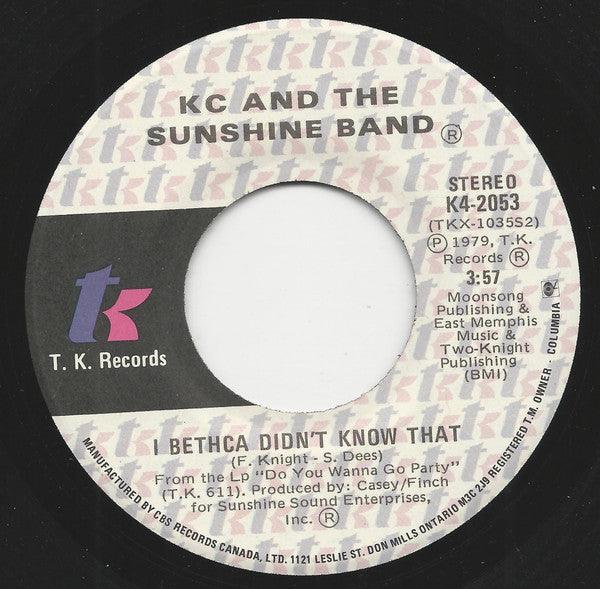 KC AND THE
SUNSHINE BAND ®
STEREO
K4-2053
(TKX-1035S2)
℗ 1979, T.K.
Records ®
3:57
Moonsong
Publishing &
East Memphis
Music &
Two-Knight
Publishing
(BMI)
tk
T. K. Records
I BETHCA DIDN'T KNOW THAT
(F. Knight - S. Dees)
From the Lp "Do You Wanna Go Party"
(T.K. 611). Produced by: Casey/Finch
for Sunshine Sound Enterprises,
Inc. ®
MANUFACTURED BY CBS RECORDS CANADA, LTD. 1121 LESLIE ST. DON MILLS ONTARIO M3C 2J9 REGISTERED T.M. OWNER - COLUMBIA